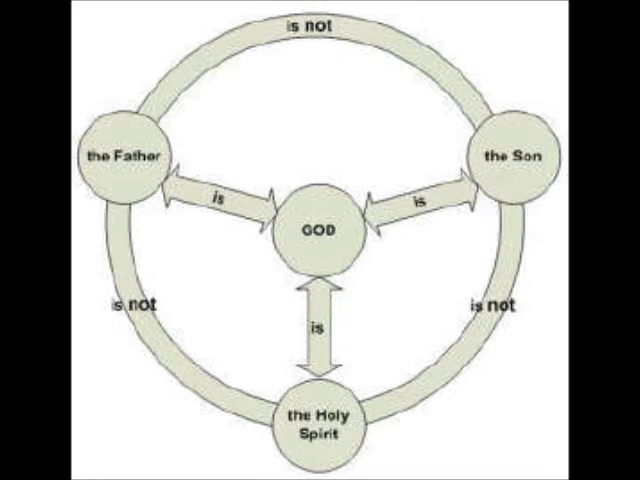 is not
the Father
the Son
is
is
GOD
is not
is not
is
the Holy
Spirit